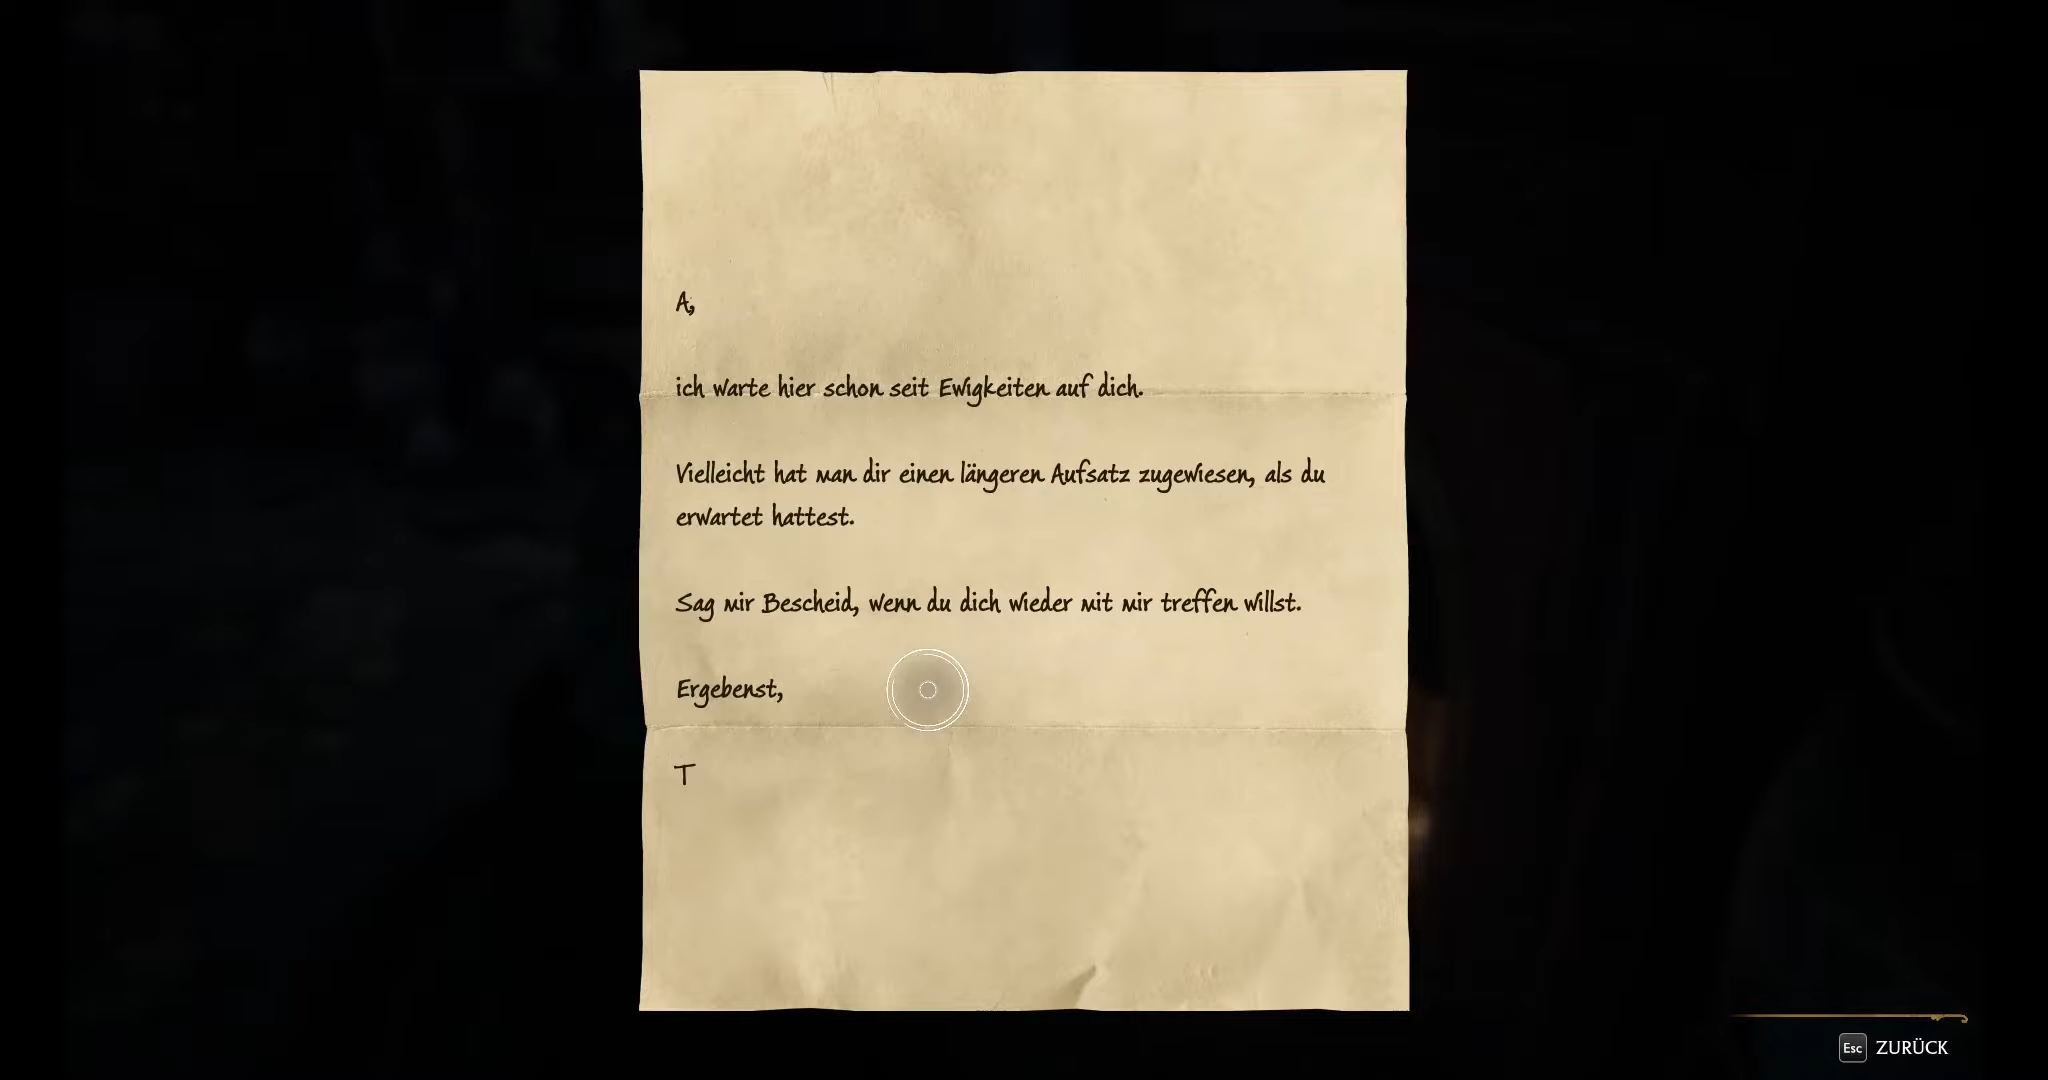 A,
ich warte hier schon seit Ewigkeiten auf dich.
Vielleicht hat man dir einen längeren Aufsatz zugewiesen, als du
erwartet hattest.
Sag mir Bescheid, wenn du dich wieder mit mir treffen willst.
Ergebenst,
T
Esc ZURÜCK